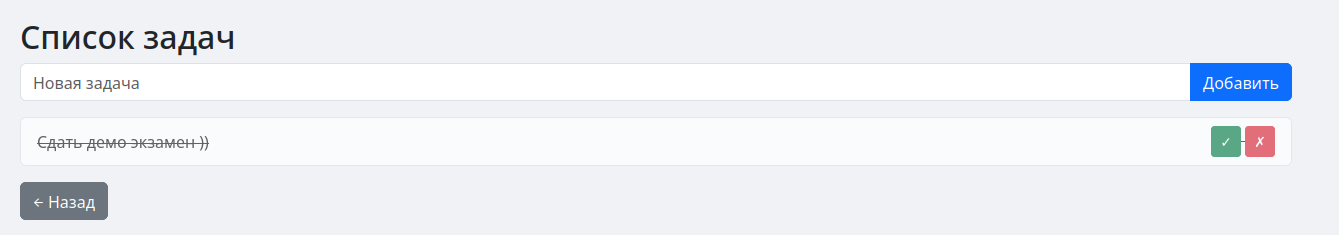 Список задач
Новая задача Добавить
Сдать демо экзамен )) ✓ ✗
← Назад